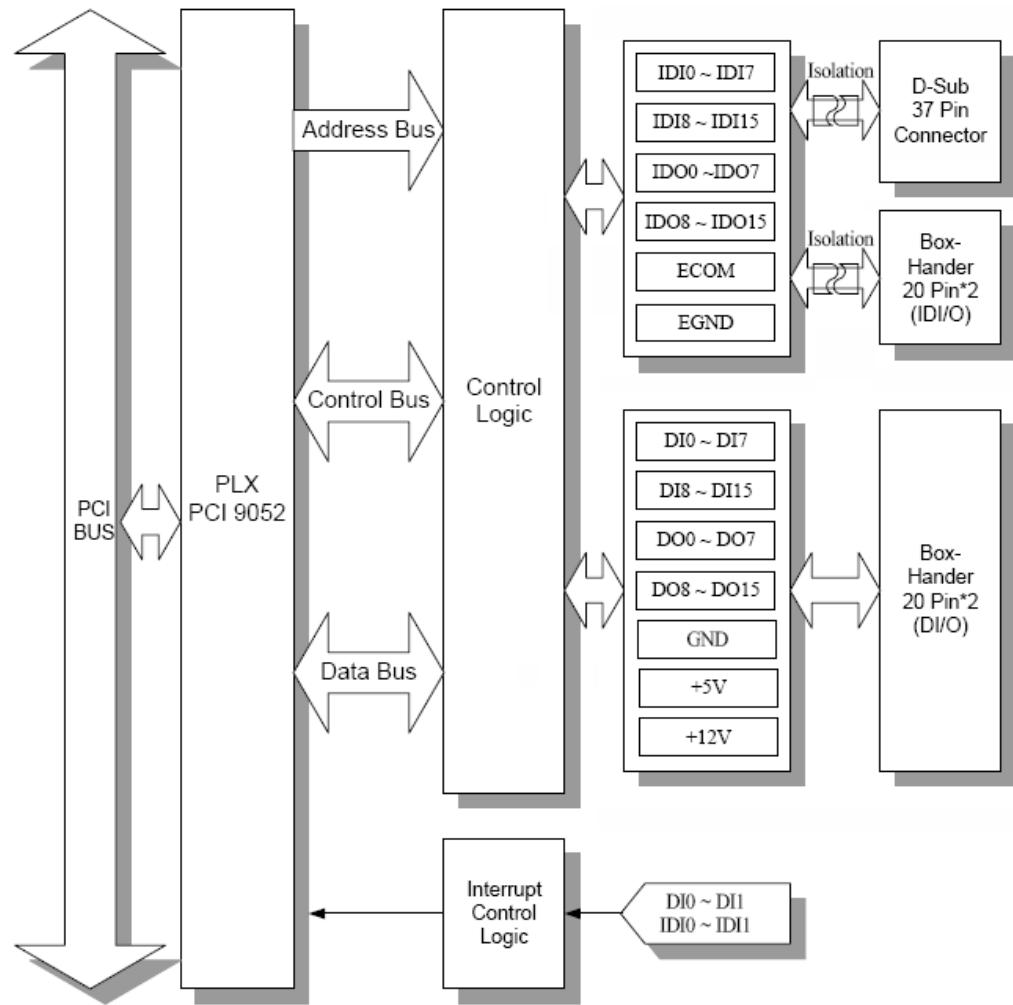 PCI
BUS
PLX
PCI 9052
Address Bus
Control Bus
Data Bus
Control
Logic
IDI0 ~ IDI7
IDI8 ~ IDI15
IDO0 ~IDO7
IDO8 ~ IDO15
ECOM
EGND
Isolation
D-Sub
37 Pin
Connector
Isolation
Box-
Hander
20 Pin*2
(IDI/O)
DI0 ~ DI7
DI8 ~ DI15
DO0 ~ DO7
DO8 ~ DO15
GND
+5V
+12V
Box-
Hander
20 Pin*2
(DI/O)
Interrupt
Control
Logic
DI0 ~ DI1
IDI0 ~ IDI1